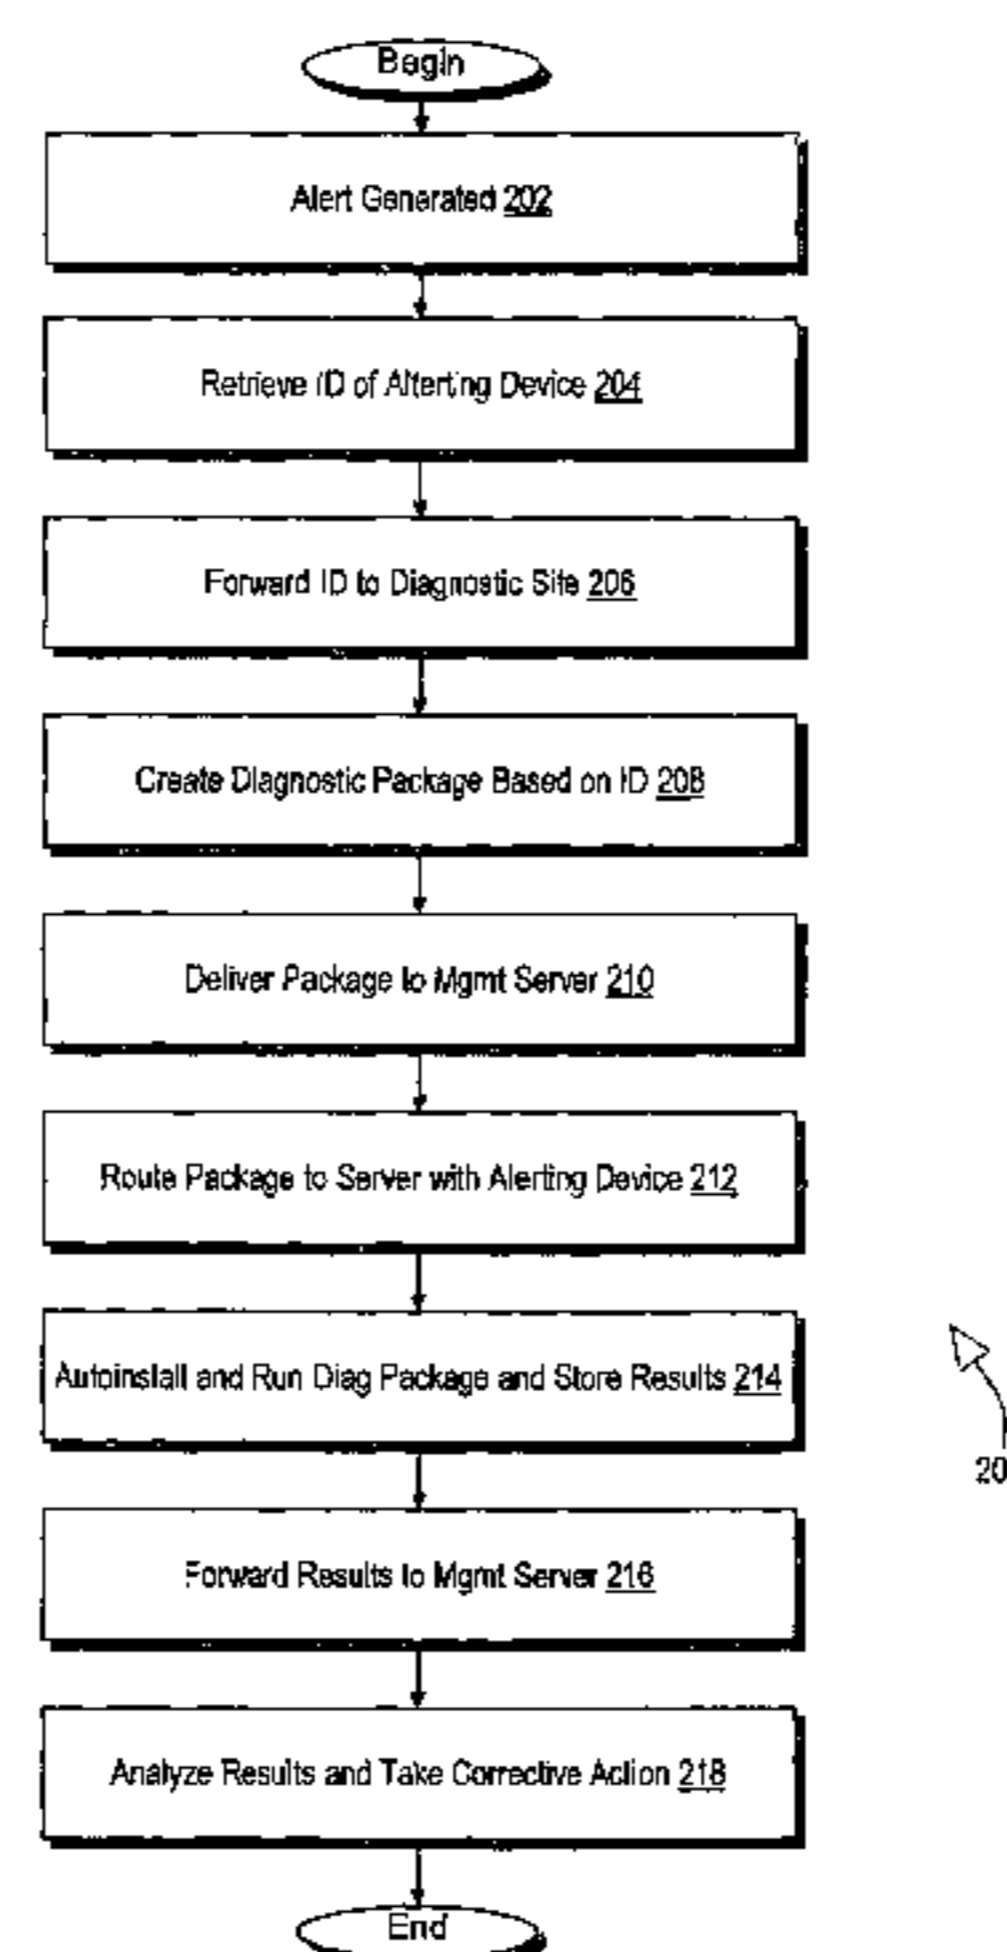 Begin
Alert Generated 202
Retrieve ID of Alterting Device 204
Forward ID to Diagnostic Site 206
Create Diagnostic Package Based on ID 208
Deliver Package to Mgmt Server 210
Route Package to Server with Alerting Device 212
Autoinstall and Run Diag Package and Store Results 214
20
Forward Results to Mgmt Server 216
Analyze Results and Take Corrective Action 218
End